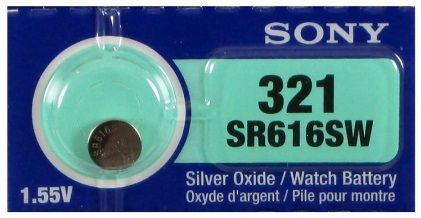 SONY
321
SR616SW
1.55V
Silver Oxide / Watch Battery
Oxyde d'argent / Pile pour montre